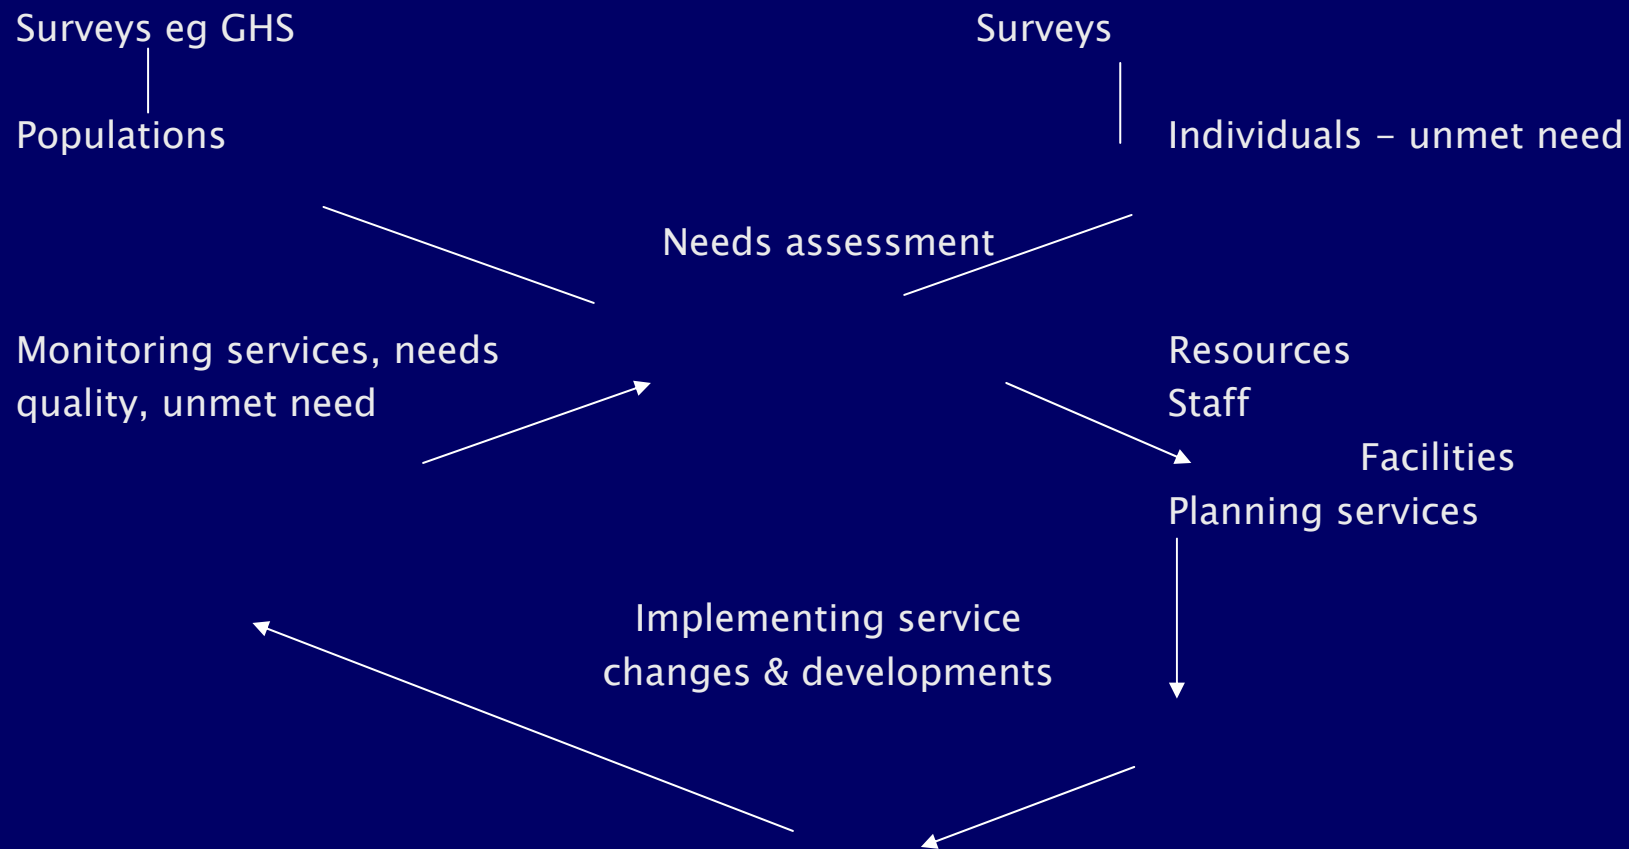 Surveys eg GHS
Surveys
Populations
Individuals – unmet need
Needs assessment
Monitoring services, needs
quality, unmet need
Resources
Staff
Facilities
Planning services
Implementing service
changes & developments